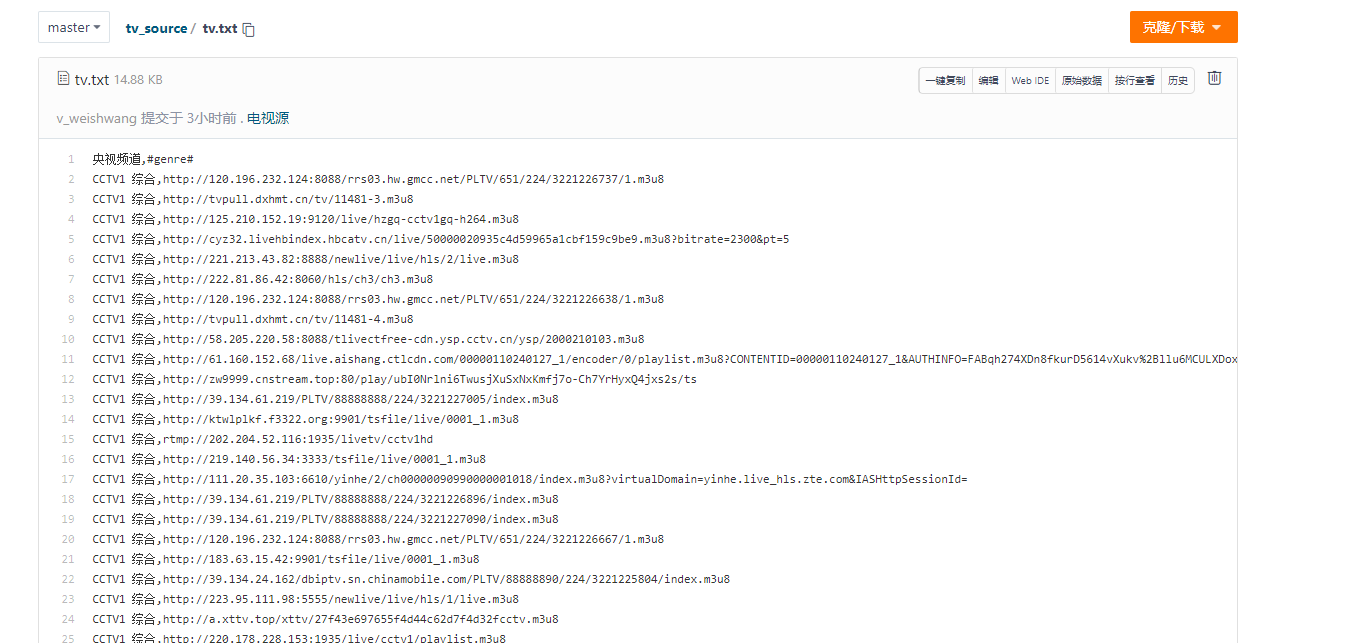 master
tv_source / tv.txt
克隆/下载
tv.txt 14.88 KB
一键复制 编辑 Web IDE 原始数据 按行查看 历史
v_weishwang 提交于 3小时前 . 电视源
1 央视频道,#genre#
2 CCTV1 综合,http://120.196.232.124:8088/rrs03.hw.gmcc.net/PLTV/651/224/3221226737/1.m3u8
3 CCTV1 综合,http://tvpull.dxhmt.cn/tv/11481-3.m3u8
4 CCTV1 综合,http://125.210.152.19:9120/live/hzgq-cctv1gq-h264.m3u8
5 CCTV1 综合,http://cyz32.livehbindex.hbcatv.cn/live/50000020935c4d59965a1cbf159c9be9.m3u8?bitrate=2300&pt=5
6 CCTV1 综合,http://221.213.43.82:8888/newlive/live/hls/2/live.m3u8
7 CCTV1 综合,http://222.81.86.42:8060/hls/ch3/ch3.m3u8
8 CCTV1 综合,http://120.196.232.124:8088/rrs03.hw.gmcc.net/PLTV/651/224/3221226638/1.m3u8
9 CCTV1 综合,http://tvpull.dxhmt.cn/tv/11481-4.m3u8
10 CCTV1 综合,http://58.205.220.58:8088/tlivectfree-cdn.ysp.cctv.cn/ysp/2000210103.m3u8
11 CCTV1 综合,http://61.160.152.68/live.aishang.ctlcdn.com/00000110240127_1/encoder/0/playlist.m3u8?CONTENTID=00000110240127_1&AUTHINFO=FABqh274XDn8fkurD5614vXukv%2Bllu6MCULXDox
12 CCTV1 综合,http://zw9999.cnstream.top:80/play/ubI0Nrlni6TwusjXuSxNxKmfj7o-Ch7YrHyxQ4jxs2s/ts
13 CCTV1 综合,http://39.134.61.219/PLTV/88888888/224/3221227005/index.m3u8
14 CCTV1 综合,http://ktwlplkf.f3322.org:9901/tsfile/live/0001_1.m3u8
15 CCTV1 综合,rtmp://202.204.52.116:1935/livetv/cctv1hd
16 CCTV1 综合,http://219.140.56.34:3333/tsfile/live/0001_1.m3u8
17 CCTV1 综合,http://111.20.35.103:6610/yinhe/2/ch00000090990000001018/index.m3u8?virtualDomain=yinhe.live_hls.zte.com&IASHttpSessionId=
18 CCTV1 综合,http://39.134.61.219/PLTV/88888888/224/3221226896/index.m3u8
19 CCTV1 综合,http://39.134.61.219/PLTV/88888888/224/3221227090/index.m3u8
20 CCTV1 综合,http://120.196.232.124:8088/rrs03.hw.gmcc.net/PLTV/651/224/3221226667/1.m3u8
21 CCTV1 综合,http://183.63.15.42:9901/tsfile/live/0001_1.m3u8
22 CCTV1 综合,http://39.134.24.162/dbiptv.sn.chinamobile.com/PLTV/88888890/224/3221225804/index.m3u8
23 CCTV1 综合,http://223.95.111.98:5555/newlive/live/hls/1/live.m3u8
24 CCTV1 综合,http://a.xttv.top/xttv/27f43e697655f4d44c62d7f4d32fcctv.m3u8
25 CCTV1 综合,http://220.178.228.153:1935/live/cctv1/playlist.m3u8